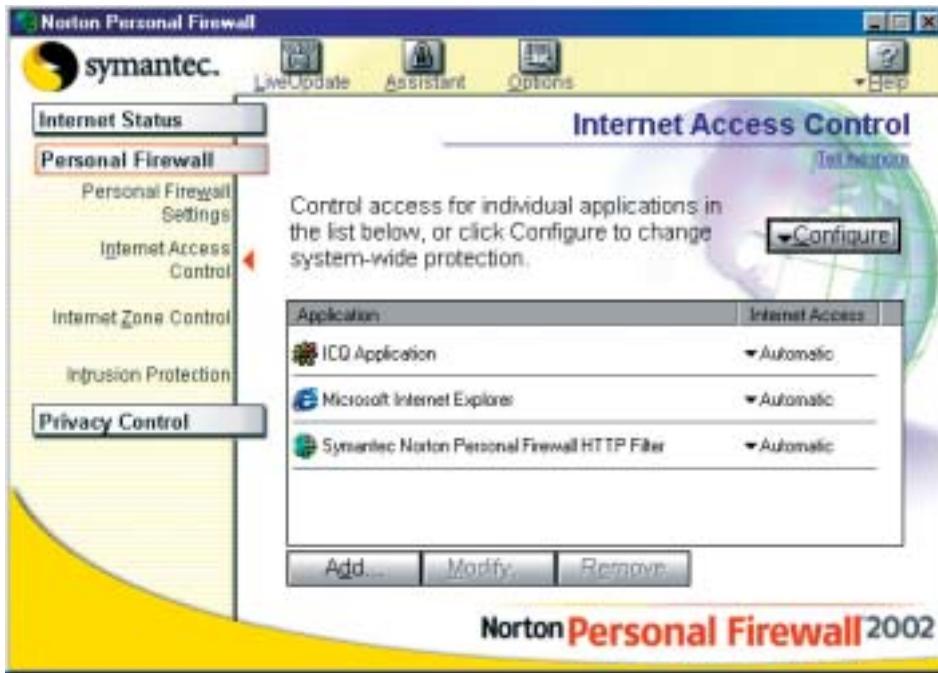 Norton Personal Firewall
symantec.
LiveUpdate
Assistant
Options
Help
Internet Status
Personal Firewall
Personal Firewall
Settings
Internet Access
Control
Internet Zone Control
Intrusion Protection
Privacy Control
Internet Access Control
Tell me more
Control access for individual applications in
the list below, or click Configure to change
system-wide protection.
Configure
Application Internet Access
ICQ Application Automatic
Microsoft Internet Explorer Automatic
Symantec Norton Personal Firewall HTTP Filter Automatic
Add... Modify... Remove
Norton Personal Firewall 2002